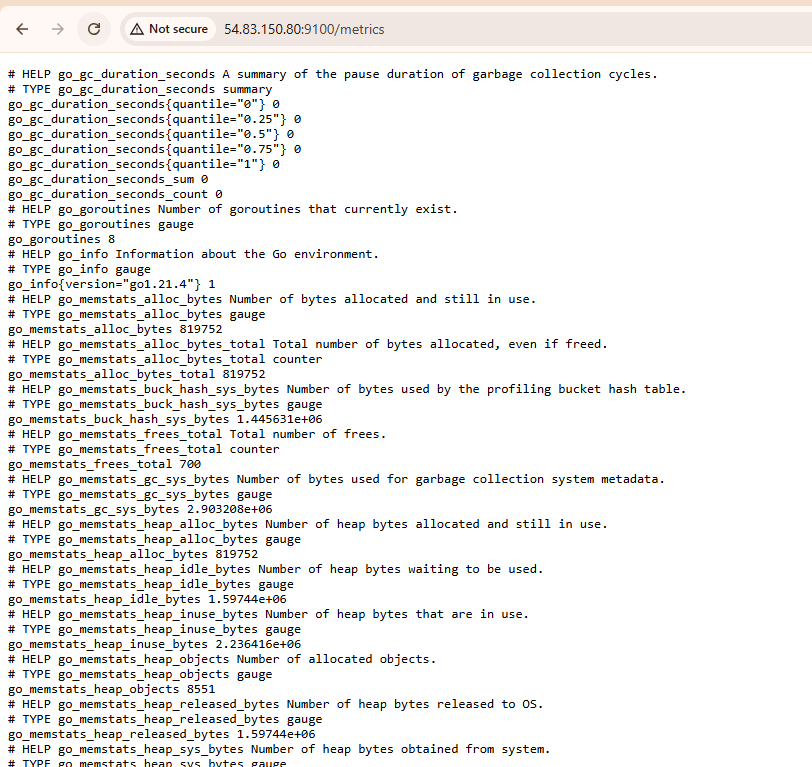 Not secure 54.83.150.80:9100/metrics
# HELP go_gc_duration_seconds A summary of the pause duration of garbage collection cycles.
# TYPE go_gc_duration_seconds summary
go_gc_duration_seconds{quantile="0"} 0
go_gc_duration_seconds{quantile="0.25"} 0
go_gc_duration_seconds{quantile="0.5"} 0
go_gc_duration_seconds{quantile="0.75"} 0
go_gc_duration_seconds{quantile="1"} 0
go_gc_duration_seconds_sum 0
go_gc_duration_seconds_count 0
# HELP go_goroutines Number of goroutines that currently exist.
# TYPE go_goroutines gauge
go_goroutines 8
# HELP go_info Information about the Go environment.
# TYPE go_info gauge
go_info{version="go1.21.4"} 1
# HELP go_memstats_alloc_bytes Number of bytes allocated and still in use.
# TYPE go_memstats_alloc_bytes gauge
go_memstats_alloc_bytes 819752
# HELP go_memstats_alloc_bytes_total Total number of bytes allocated, even if freed.
# TYPE go_memstats_alloc_bytes_total counter
go_memstats_alloc_bytes_total 819752
# HELP go_memstats_buck_hash_sys_bytes Number of bytes used by the profiling bucket hash table.
# TYPE go_memstats_buck_hash_sys_bytes gauge
go_memstats_buck_hash_sys_bytes 1.445631e+06
# HELP go_memstats_frees_total Total number of frees.
# TYPE go_memstats_frees_total counter
go_memstats_frees_total 700
# HELP go_memstats_gc_sys_bytes Number of bytes used for garbage collection system metadata.
# TYPE go_memstats_gc_sys_bytes gauge
go_memstats_gc_sys_bytes 2.903208e+06
# HELP go_memstats_heap_alloc_bytes Number of heap bytes allocated and still in use.
# TYPE go_memstats_heap_alloc_bytes gauge
go_memstats_heap_alloc_bytes 819752
# HELP go_memstats_heap_idle_bytes Number of heap bytes waiting to be used.
# TYPE go_memstats_heap_idle_bytes gauge
go_memstats_heap_idle_bytes 1.59744e+06
# HELP go_memstats_heap_inuse_bytes Number of heap bytes that are in use.
# TYPE go_memstats_heap_inuse_bytes gauge
go_memstats_heap_inuse_bytes 2.236416e+06
# HELP go_memstats_heap_objects Number of allocated objects.
# TYPE go_memstats_heap_objects gauge
go_memstats_heap_objects 8551
# HELP go_memstats_heap_released_bytes Number of heap bytes released to OS.
# TYPE go_memstats_heap_released_bytes gauge
go_memstats_heap_released_bytes 1.59744e+06
# HELP go_memstats_heap_sys_bytes Number of heap bytes obtained from system.
# TYPE go_memstats_heap_sys_bytes gauge